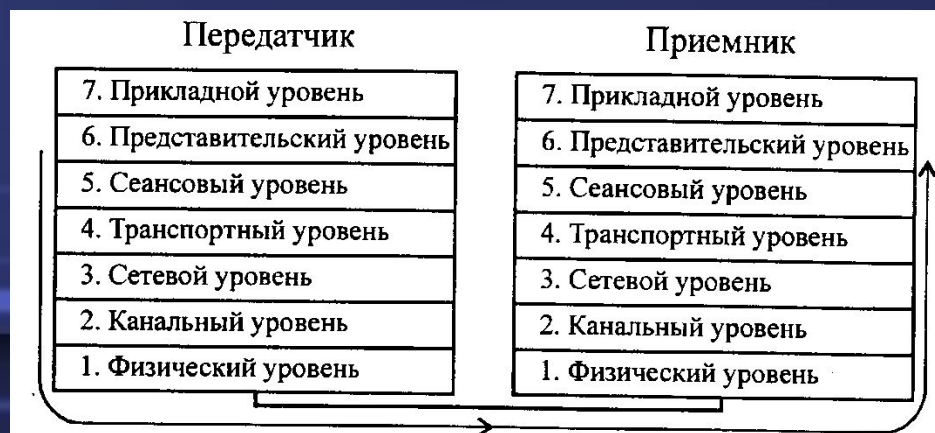 Передатчик
7. Прикладной уровень
6. Представительский уровень
5. Сеансовый уровень
4. Транспортный уровень
3. Сетевой уровень
2. Канальный уровень
1. Физический уровень
Приемник
7. Прикладной уровень
6. Представительский уровень
5. Сеансовый уровень
4. Транспортный уровень
3. Сетевой уровень
2. Канальный уровень
1. Физический уровень